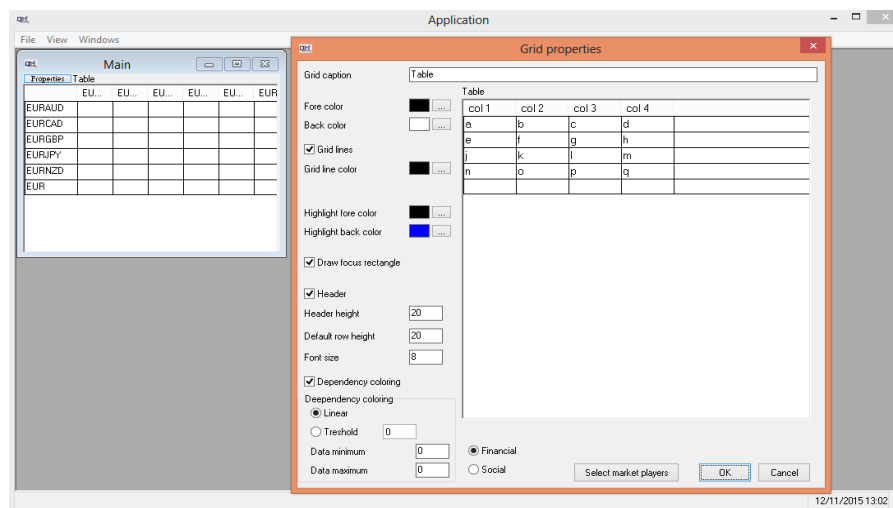 Application
File View Windows
Main
Properties Table
EU... EU... EU... EU... EU... EUR
EURAUD
EURCAD
EURGBP
EURJPY
EURNZD
EUR
Grid properties
Grid caption Table
Fore color ...
Back color ...
Grid lines
Grid line color ...
Highlight fore color ...
Highlight back color ...
Draw focus rectangle
Header
Header height 20
Default row height 20
Font size 8
Dependency coloring
Deependency coloring
Linear
Treshold 0
Data minimum 0
Data maximum 0
Table
col 1 col 2 col 3 col 4
a b c d
e f g h
j k l m
n o p q
Financial
Social
Select market players OK Cancel
12/11/2015 13:02